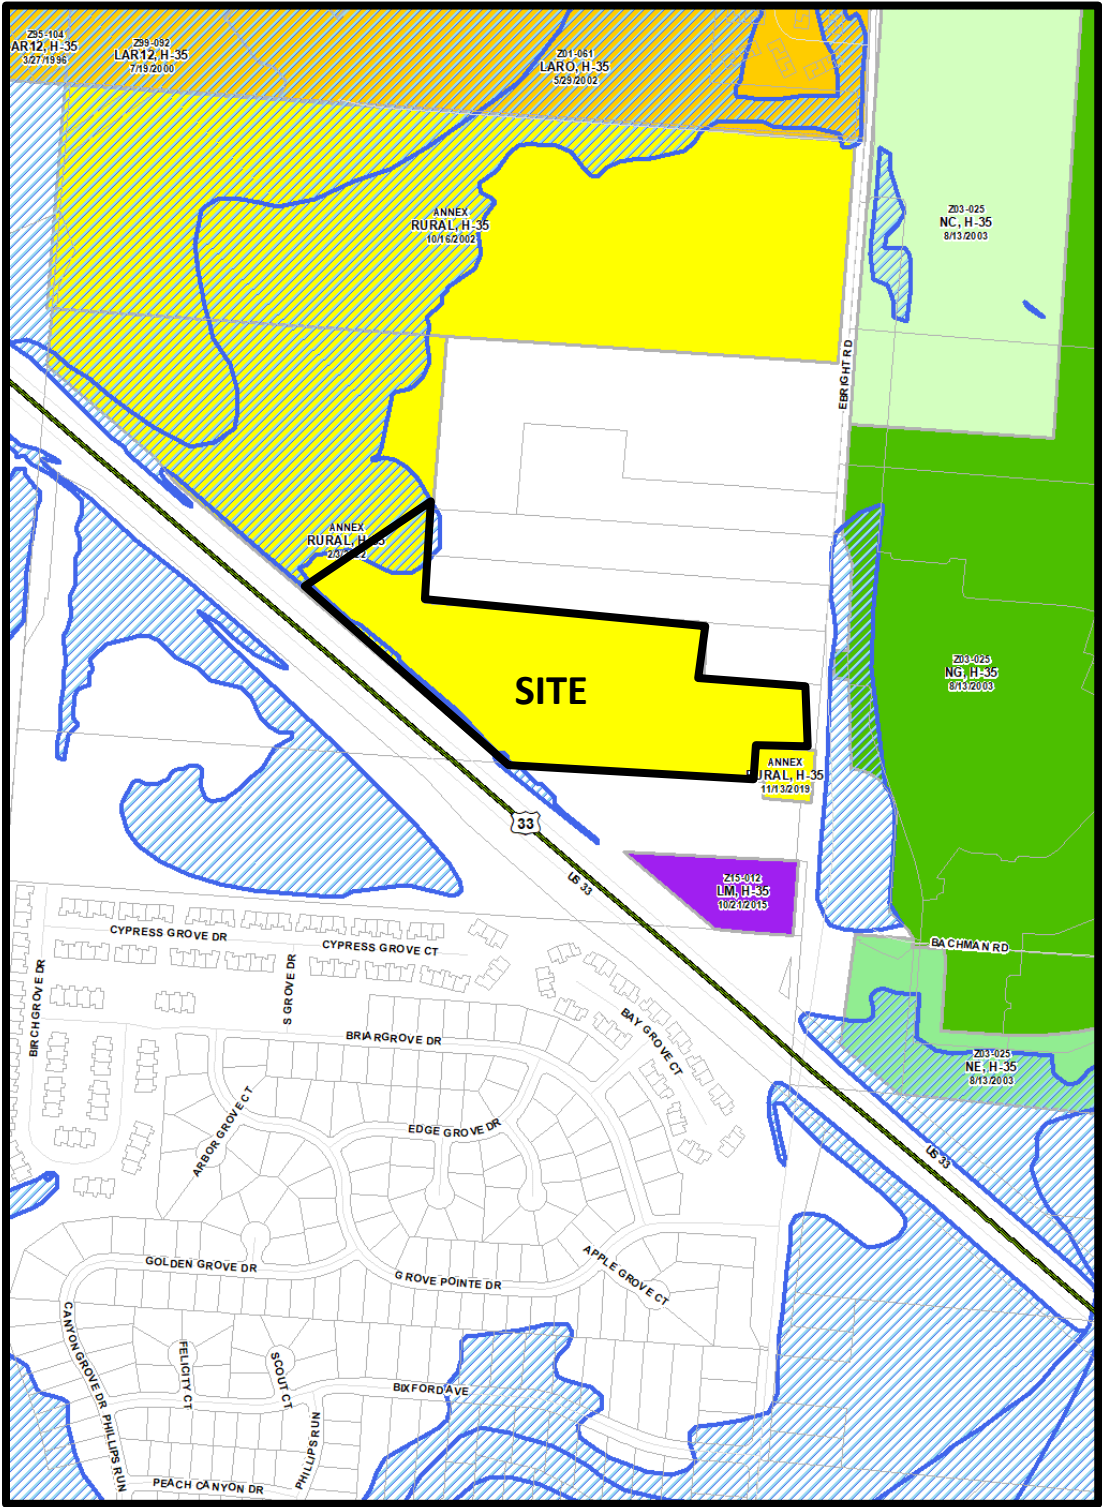 Z95-104
AR12, H-35
3/27/1996
Z99-092
LAR12, H-35
7/19/2000
Z01-061
LARO, H-35
5/29/2002
ANNEX
RURAL, H-35
10/16/2002
Z03-025
NC, H-35
8/13/2003
EBRIGHT RD
ANNEX
RURAL, H-35
Z03-025
NG, H-35
8/13/2003
SITE
ANNEX
RURAL, H-35
11/13/2019
33
US 33
Z15-012
LM, H-35
10/21/2015
BACHMAN RD
CYPRESS GROVE DR
CYPRESS GROVE CT
BIRCHGROVE DR
S GROVE DR
BAY GROVE CT
BRIARGROVE DR
Z03-025
NE, H-35
8/13/2003
ARBOR GROVE CT
EDGE GROVE DR
US 33
GOLDEN GROVE DR
GROVE POINTE DR
APPLE GROVE CT
CANYON GROVE DR
FELICITY CT
SCOUT CT
BIXFORD AVE
PHILLIPS RUN
PHILLIPS RUN
PEACH CANYON DR